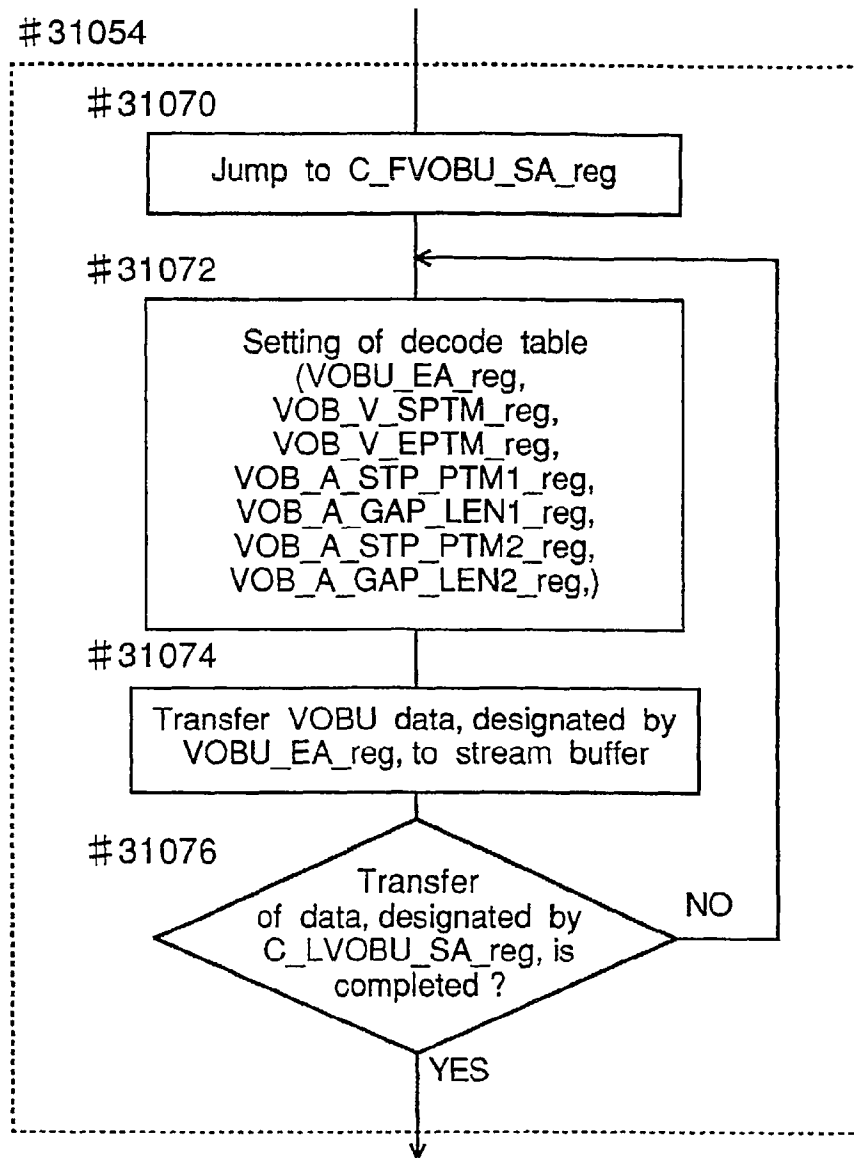 #31054
#31070
Jump to C_FVOBU_SA_reg
#31072
Setting of decode table
(VOBU_EA_reg,
VOB_V_SPTM_reg,
VOB_V_EPTM_reg,
VOB_A_STP_PTM1_reg,
VOB_A_GAP_LEN1_reg,
VOB_A_STP_PTM2_reg,
VOB_A_GAP_LEN2_reg,)
#31074
Transfer VOBU data, designated by
VOBU_EA_reg, to stream buffer
#31076
Transfer
of data, designated by
C_LVOBU_SA_reg, is
completed ?
NO
YES